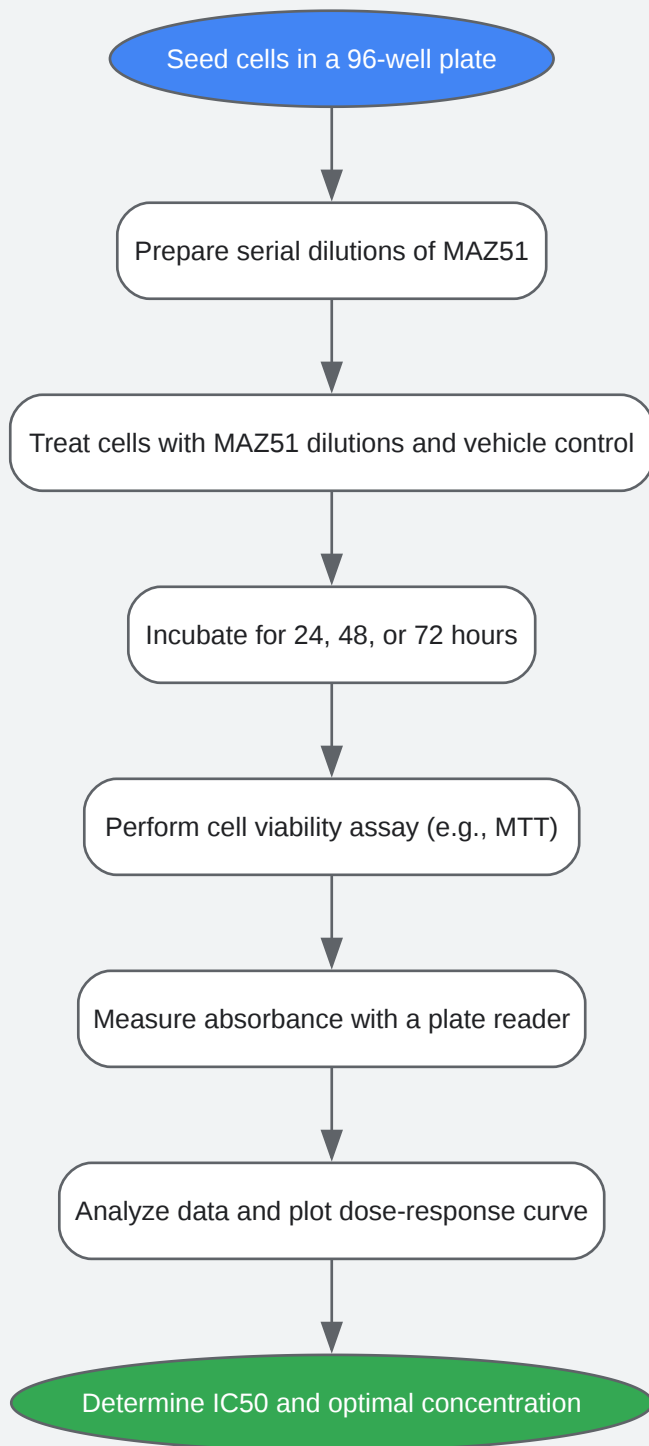 Seed cells in a 96-well plate
Prepare serial dilutions of MAZ51
Treat cells with MAZ51 dilutions and vehicle control
Incubate for 24, 48, or 72 hours
Perform cell viability assay (e.g., MTT)
Measure absorbance with a plate reader
Analyze data and plot dose-response curve
Determine IC50 and optimal concentration